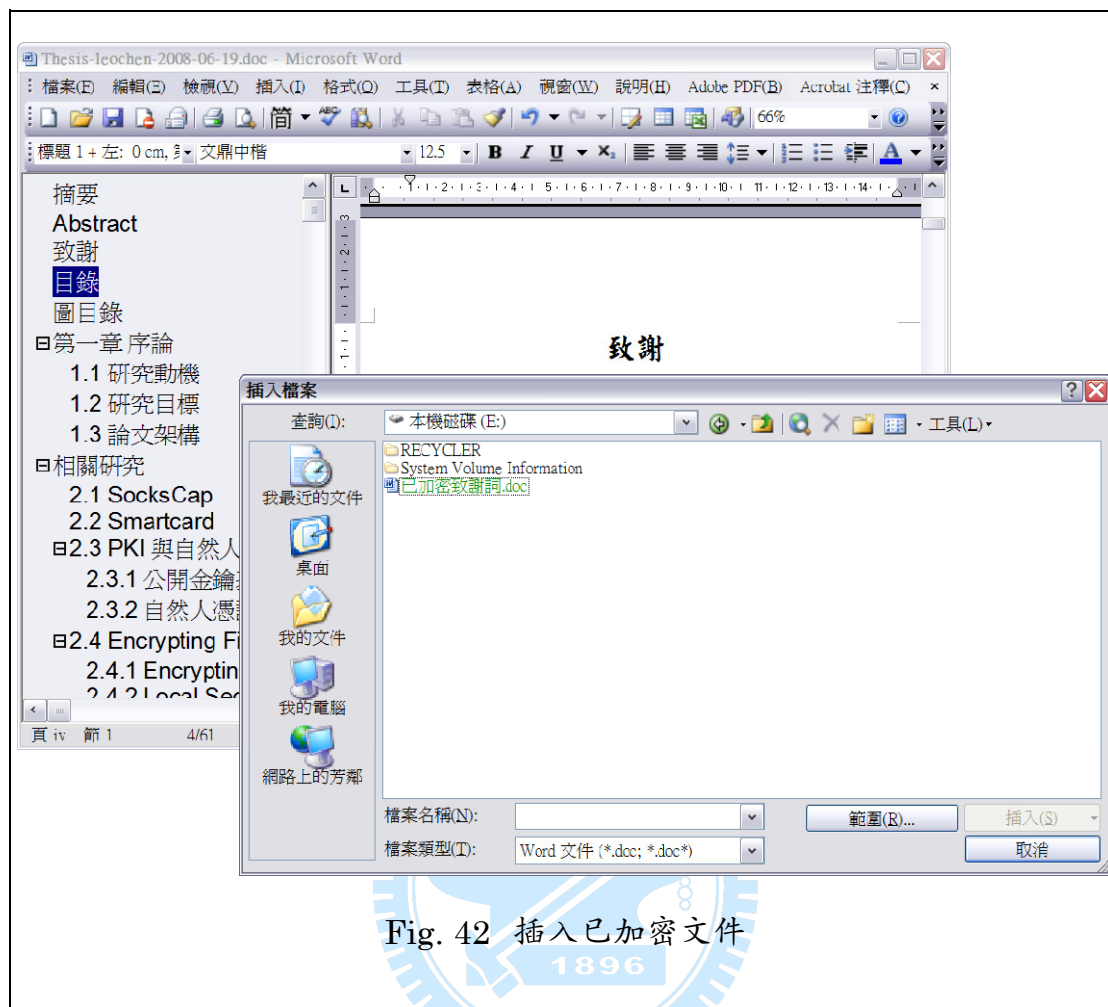 Thesis-leochen-2008-06-19.doc - Microsoft Word
檔案(F) 編輯(E) 檢視(V) 插入(I) 格式(O) 工具(T) 表格(A) 視窗(W) 說明(H) Adobe PDF(B) Acrobat 注釋(C)
簡 66%
標題 1 + 左: 0 cm, 文鼎中楷 12.5 B I U
摘要
Abstract
致謝
目錄
圖目錄
第一章 序論
1.1 研究動機
1.2 研究目標
1.3 論文架構
相關研究
2.1 SocksCap
2.2 Smartcard
2.3 PKI 與自然人
2.3.1 公開金鑰
2.3.2 自然人憑
2.4 Encrypting Fi
2.4.1 Encryptin
2.4.2 Local Sec
頁 iv 節 1 4/61
致謝
插入檔案
查詢(I): 本機磁碟 (E:) 工具(L)
我最近的文件
桌面
我的文件
我的電腦
網路上的芳鄰
RECYCLER
System Volume Information
已加密致謝詞.doc
檔案名稱(N):
範圍(R)... 插入(S)
檔案類型(T): Word 文件 (*.doc; *.doc*)
取消
Fig. 42 插入已加密文件
1896